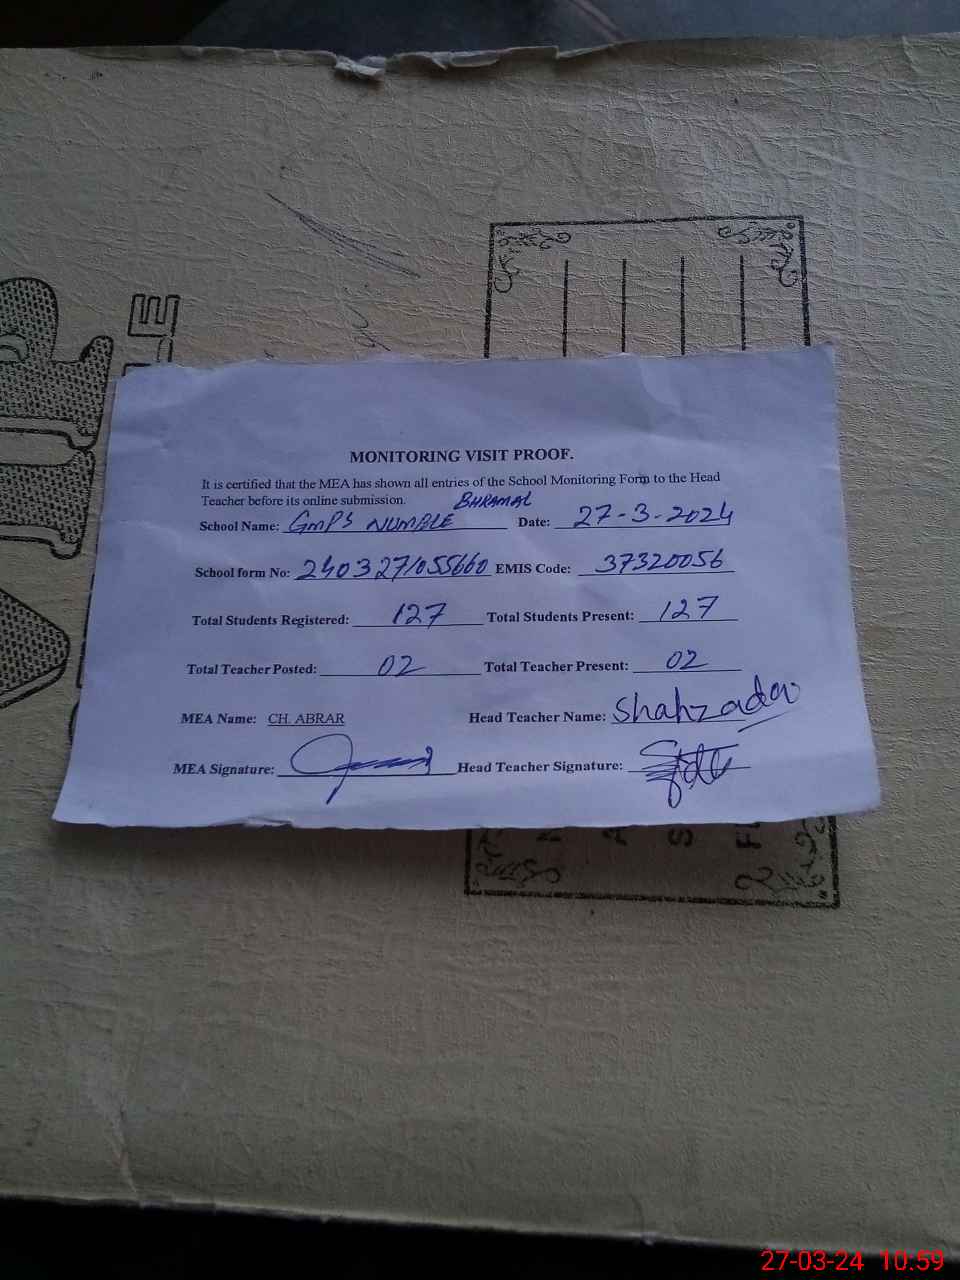 MONITORING VISIT PROOF.
It is certified that the MEA has shown all entries of the School Monitoring Form to the Head
Teacher before its online submission.
BHRAMAL
School Name: GMPS NUMBLE Date: 27-3-2024
School form No: 240327/055660 EMIS Code: 37320056
Total Students Registered: 127 Total Students Present: 127
Total Teacher Posted: 02 Total Teacher Present: 02
MEA Name: CH. ABRAR Head Teacher Name: Shahzada
MEA Signature: Head Teacher Signature:
27-03-24 10:59